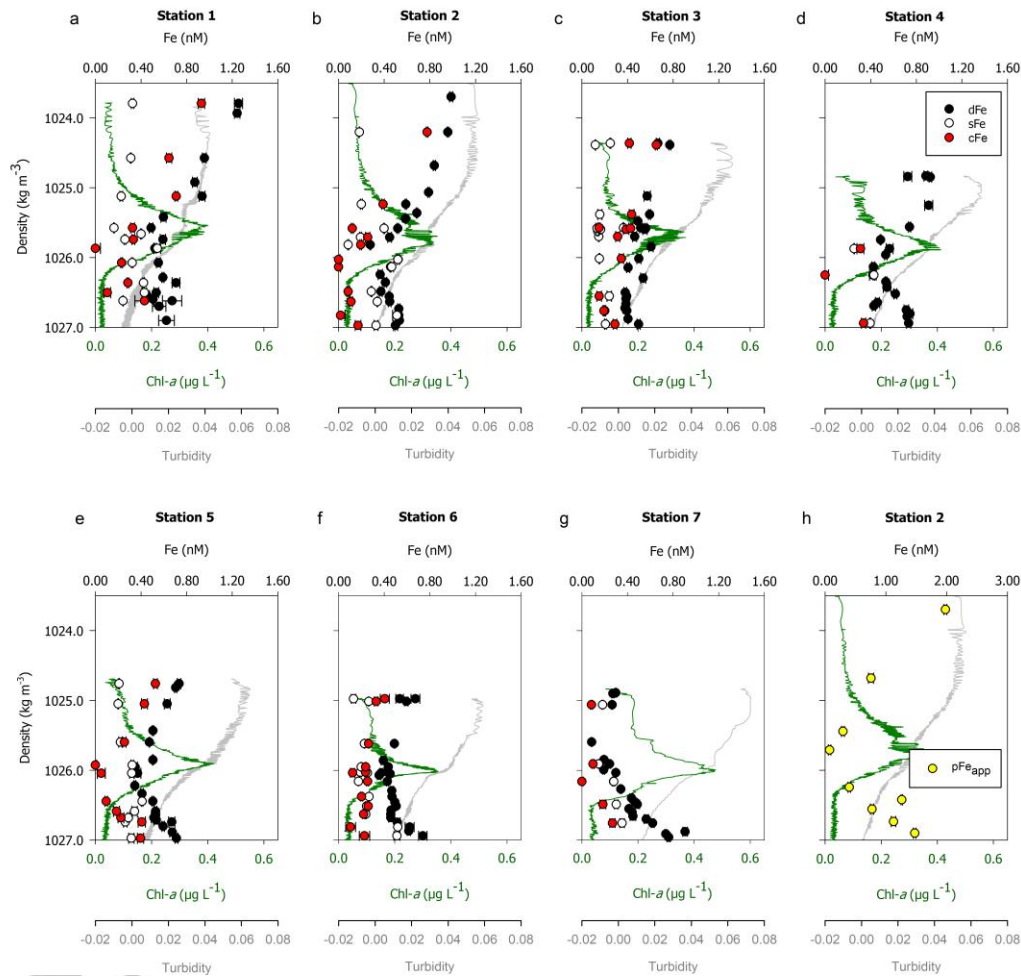 a Station 1 b Station 2 c Station 3 d Station 4
Fe (nM) Fe (nM) Fe (nM) Fe (nM)
0.00 0.40 0.80 1.20 1.60 0.00 0.40 0.80 1.20 1.60 0.00 0.40 0.80 1.20 1.60 0.00 0.40 0.80 1.20 1.60
dFe
sFe
cFe
Density (kg m-3)
1024.0
1025.0
1026.0
1027.0
0.0 0.2 0.4 0.6 0.0 0.2 0.4 0.6 0.0 0.2 0.4 0.6 0.0 0.2 0.4 0.6
Chl-a (µg L-1) Chl-a (µg L-1) Chl-a (µg L-1) Chl-a (µg L-1)
-0.02 0.00 0.02 0.04 0.06 0.08 -0.02 0.00 0.02 0.04 0.06 0.08 -0.02 0.00 0.02 0.04 0.06 0.08 -0.02 0.00 0.02 0.04 0.06 0.08
Turbidity Turbidity Turbidity Turbidity
e Station 5 f Station 6 g Station 7 h Station 2
Fe (nM) Fe (nM) Fe (nM) Fe (nM)
0.00 0.40 0.80 1.20 1.60 0.00 0.40 0.80 1.20 1.60 0.00 0.40 0.80 1.20 1.60 0.00 1.00 2.00 3.00
Density (kg m-3)
1024.0
1025.0
1026.0
1027.0
pFeapp
0.0 0.2 0.4 0.6 0.0 0.2 0.4 0.6 0.0 0.2 0.4 0.6 0.0 0.2 0.4 0.6
Chl-a (µg L-1) Chl-a (µg L-1) Chl-a (µg L-1) Chl-a (µg L-1)
-0.02 0.00 0.02 0.04 0.06 0.08 -0.02 0.00 0.02 0.04 0.06 0.08 -0.02 0.00 0.02 0.04 0.06 0.08 -0.02 0.00 0.02 0.04 0.06 0.08
Turbidity Turbidity Turbidity Turbidity